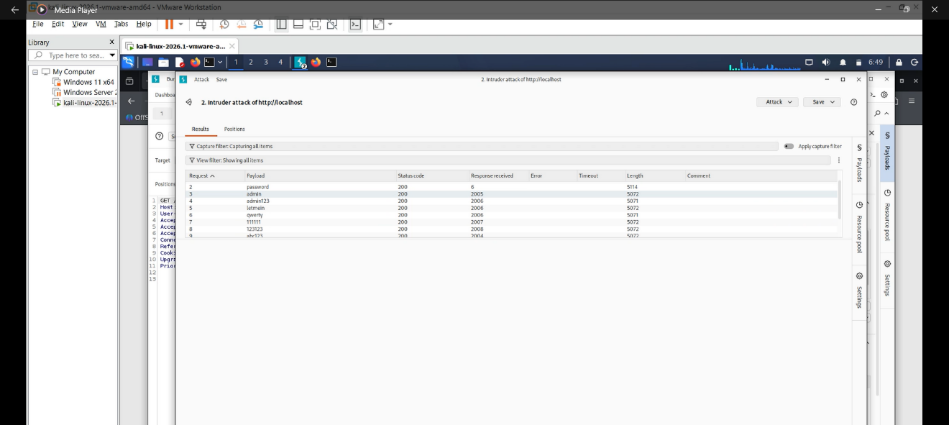 Media Player
kali-linux-2026.1-vmware-amd64 - VMware Workstation
File Edit View VM Tabs Help
Library
kali-linux-2026.1-vmware-a...
Type here to se...
My Computer
Windows 11 x64
Windows Server 2
kali-linux-2026.1-
1 2 3 4
6:49
Attack Save
2. Intruder attack of http://localhost
Dashboa
2. Intruder attack of http://localhost
Attack
Save
Results Positions
Capture filter: Capturing all items
Apply capture filter
View filter: Showing all items
Request Payload Status code Response received Error Timeout Length Comment
2 password 200 6 5114
3 admin 200 2005 5072
4 admin123 200 2006 5071
5 letmein 200 2006 5072
6 qwerty 200 2006 5071
7 111111 200 2007 5072
8 123123 200 2008 5072
9 abc123 200 2004 5072
Target
Positions
1 GET /
2 Host
3 User-
4 Accep
5 Accep
6 Accep
7 Conne
8 Refer
9 Cooki
10 Upgra
11 Prior
12
13
Payloads
Resource pool
Settings
Payloads
Resource pool
Settings